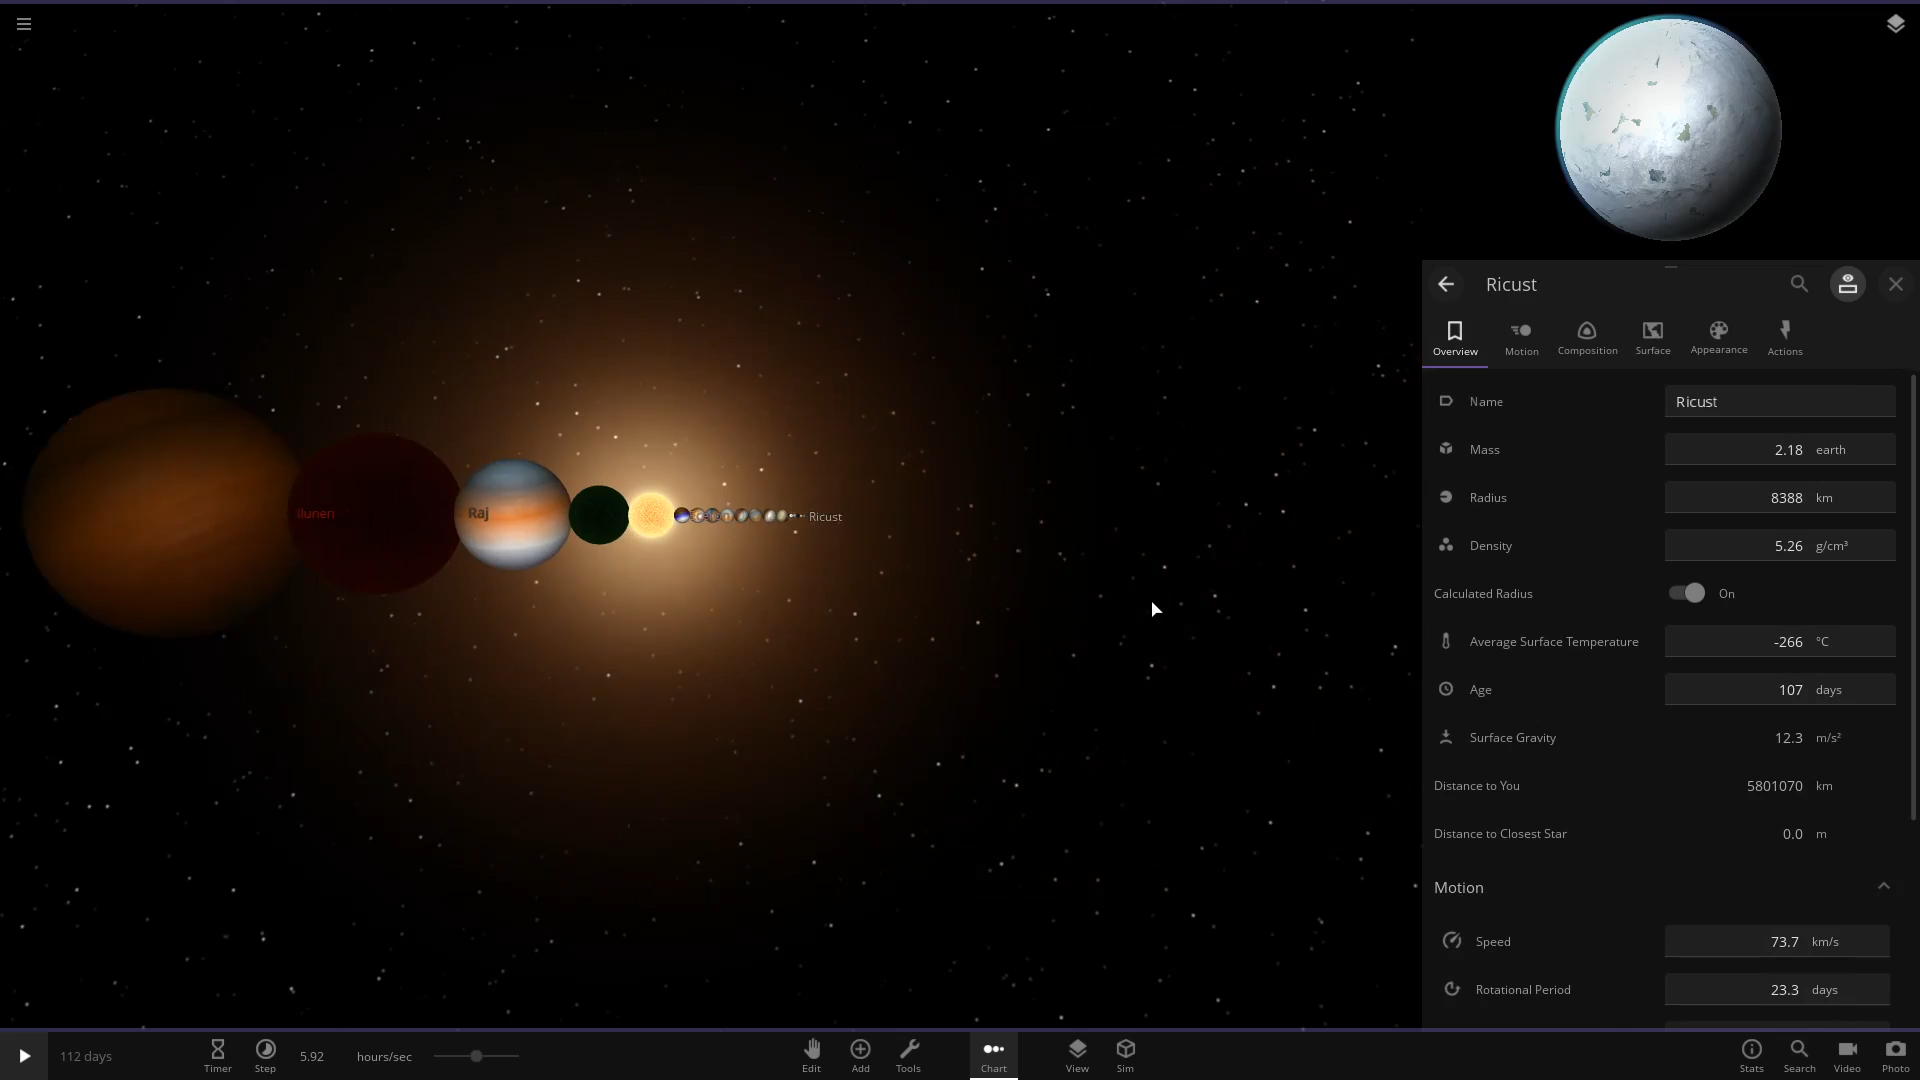 Ilunen
Raj
Ricust
Ricust
Overview
Motion
Composition
Surface
Appearance
Actions
Name Ricust
Mass 2.18 earth
Radius 8388 km
Density 5.26 g/cm³
Calculated Radius On
Average Surface Temperature -266 °C
Age 107 days
Surface Gravity 12.3 m/s²
Distance to You 5801070 km
Distance to Closest Star 0.0 m
Motion
Speed 73.7 km/s
Rotational Period 23.3 days
112 days
Timer
Step
5.92 hours/sec
Edit
Add
Tools
Chart
View
Sim
Stats
Search
Video
Photo